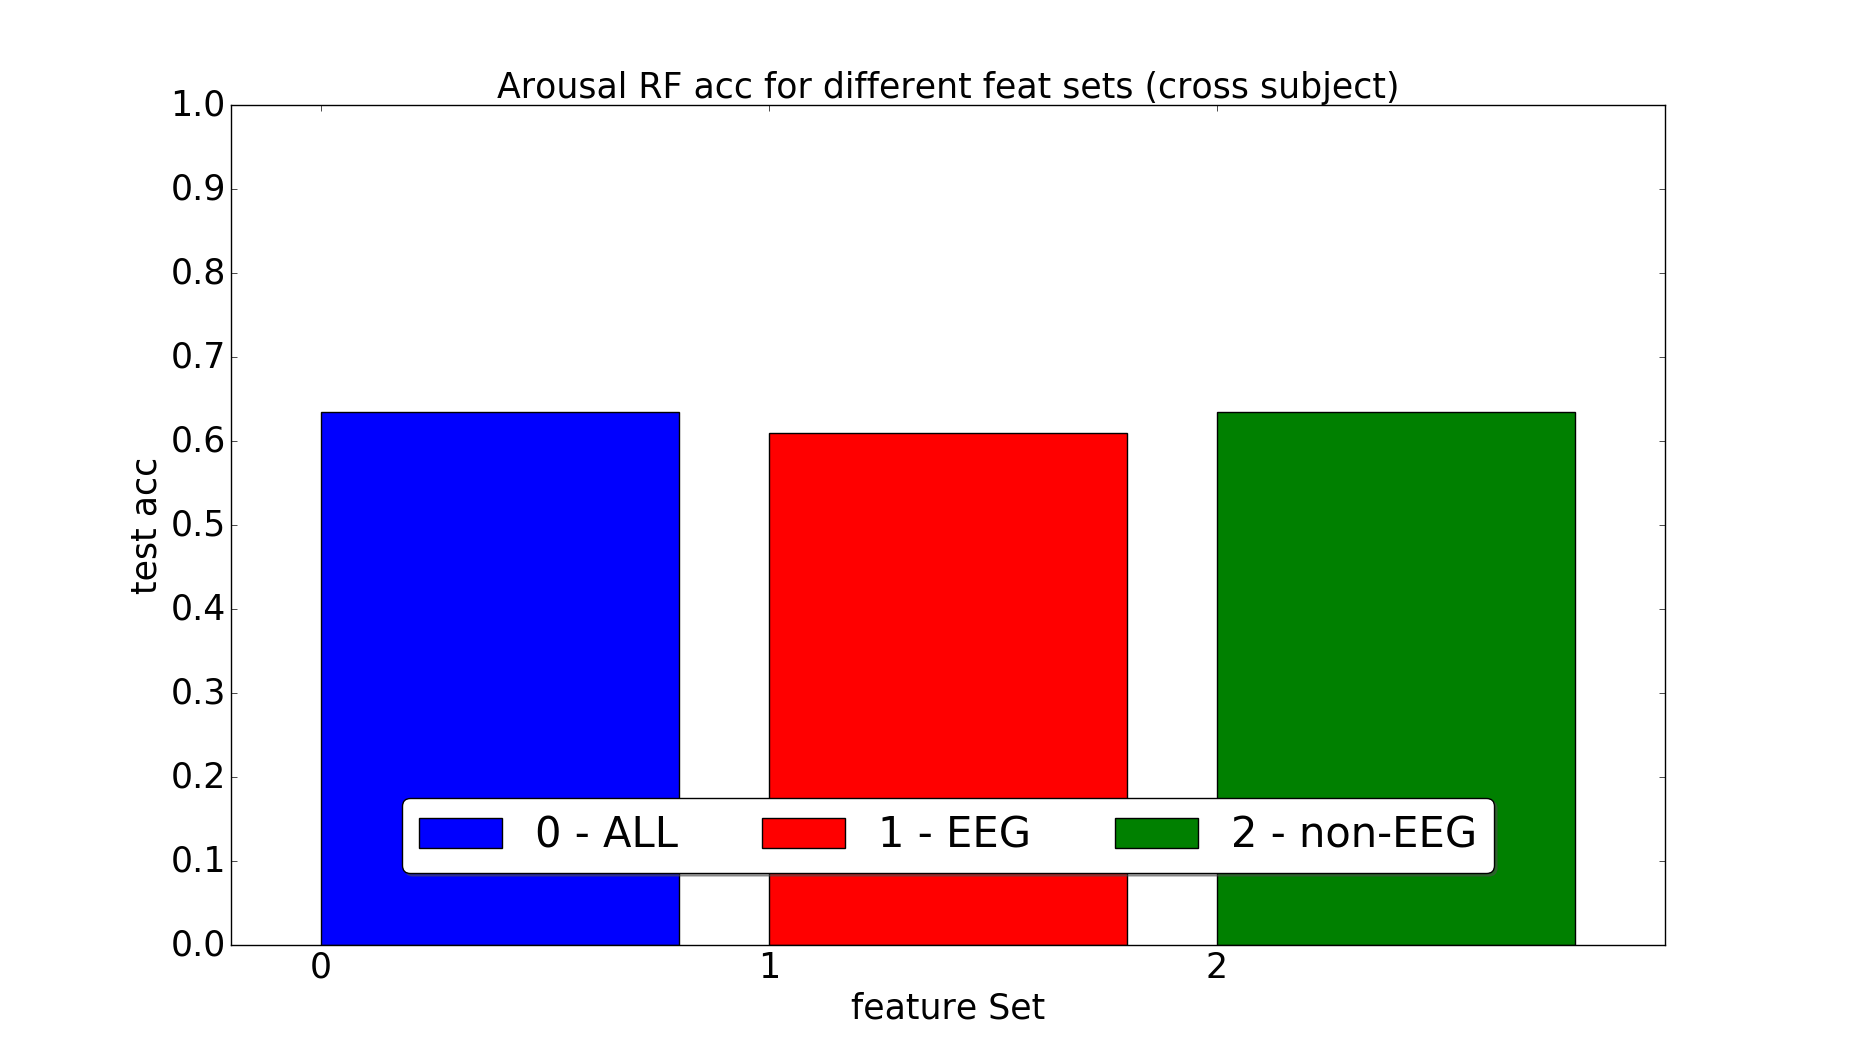 Arousal RF acc for different feat sets (cross subject)
1.0
0.9
0.8
0.7
0.6
0.5
0.4
0.3
0.2
0.1
0.0
test acc
0 - ALL 1 - EEG 2 - non-EEG
0 1 2
feature Set